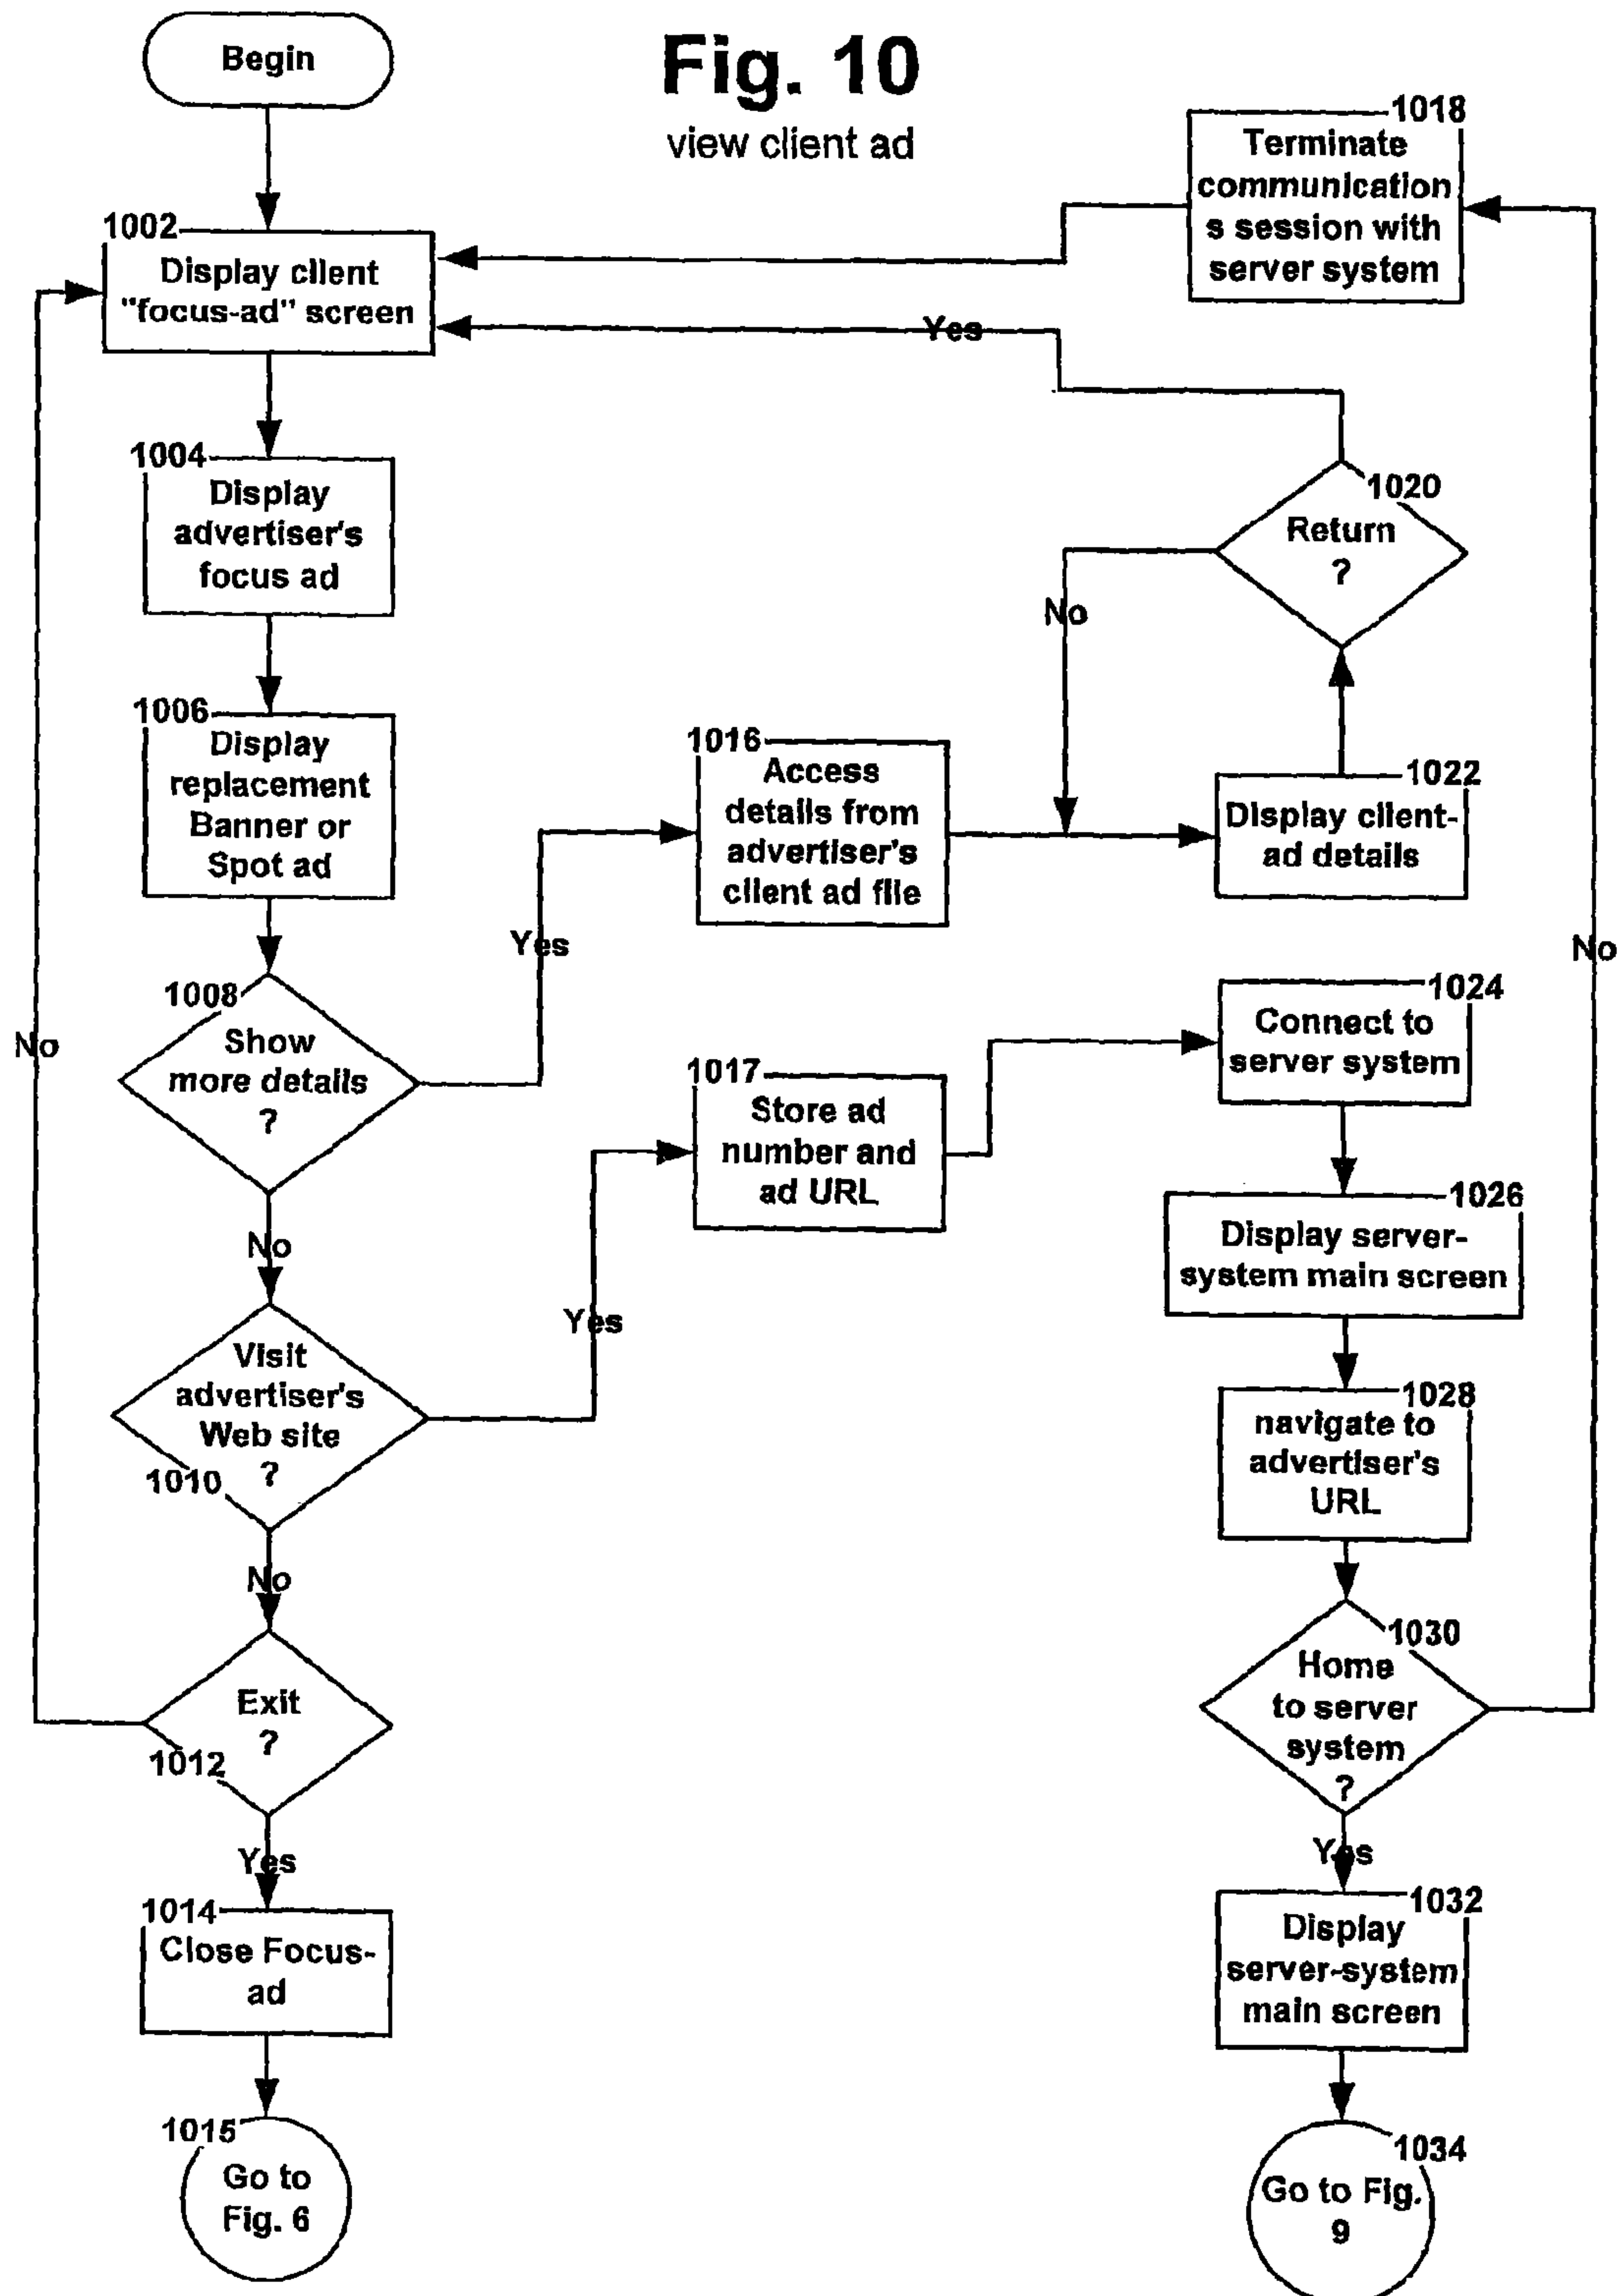 Begin
Fig. 10
view client ad
1002
Display client
"focus-ad" screen
1004
Display
advertiser's
focus ad
1006
Display
replacement
Banner or
Spot ad
1008
Show
more details
?
No
Yes
No
Visit
advertiser's
Web site
?
1010
Yes
No
Exit
?
1012
Yes
1014
Close Focus-
ad
1015
Go to
Fig. 6
1016
Access
details from
advertiser's
client ad file
1017
Store ad
number and
ad URL
1018
Terminate
communication
s session with
server system
Yes
1020
Return
?
No
1022
Display client-
ad details
1024
Connect to
server system
1026
Display server-
system main screen
1028
navigate to
advertiser's
URL
1030
Home
to server
system
?
No
Yes
1032
Display
server-system
main screen
1034
Go to Fig.
9